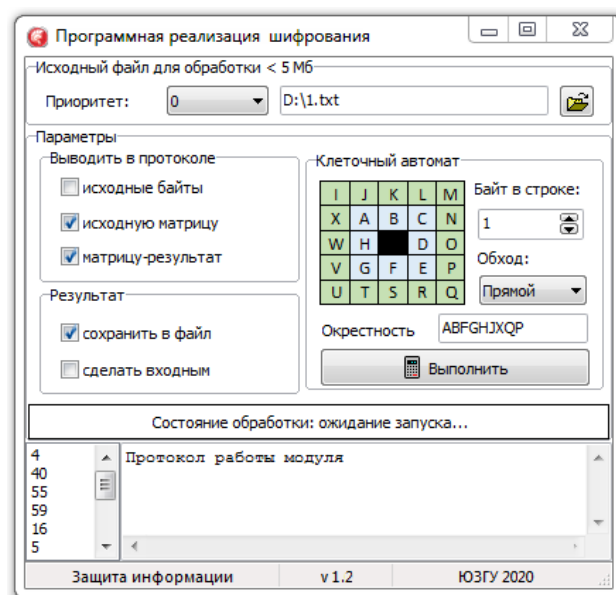 Программная реализация шифрования
Исходный файл для обработки < 5 Мб
Приоритет: 0 D:\1.txt
Параметры
Выводить в протоколе
исходные байты
исходную матрицу
матрицу-результат
Результат
сохранить в файл
сделать входным
Клеточный автомат
I J K L M
X A B C N
W H D O
V G F E P
U T S R Q
Байт в строке:
1
Обход:
Прямой
Окрестность ABFGHJXQP
Выполнить
Состояние обработки: ожидание запуска...
4
40
55
59
16
5
Протокол работы модуля
Защита информации v 1.2 ЮЗГУ 2020